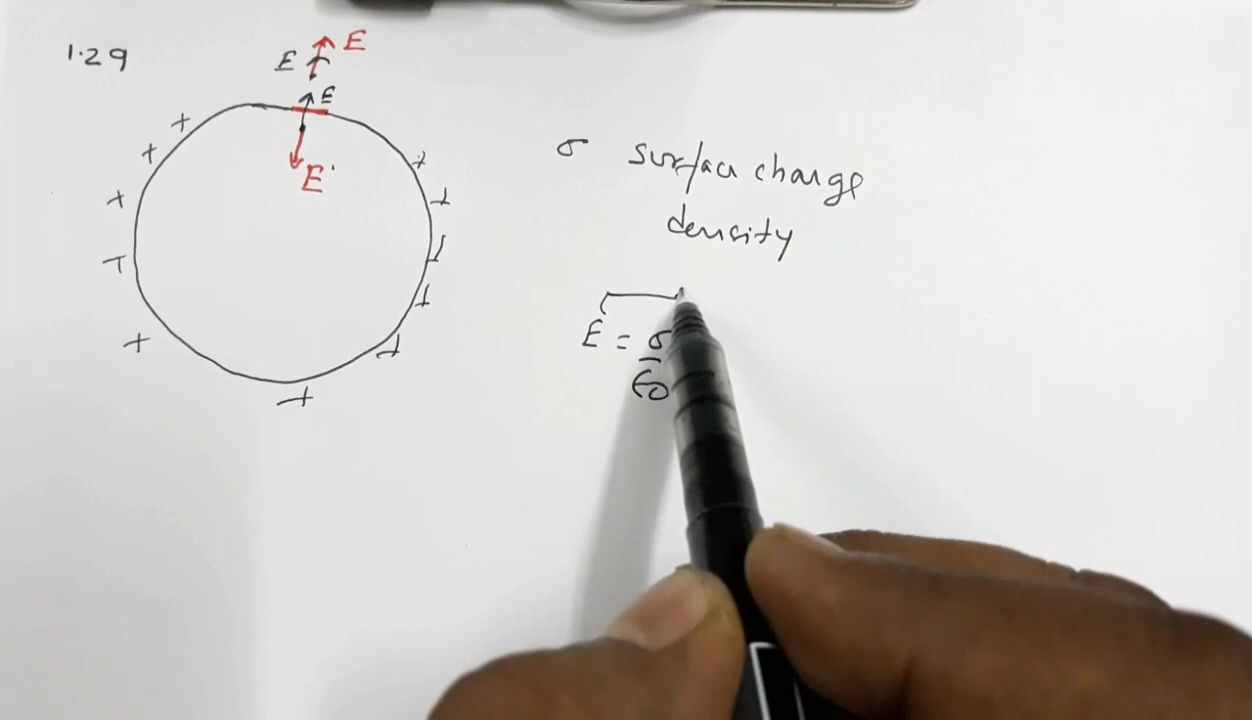 1.29
E E
E
E'
σ surface charge
density
E = σ
ϵ0